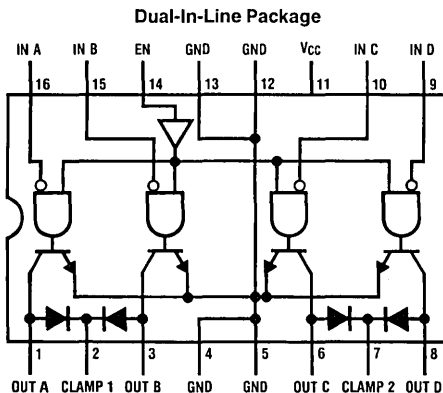 Dual-In-Line Package
IN A IN B EN GND GND VCC IN C IN D
16 15 14 13 12 11 10 9
1 2 3 4 5 6 7 8
OUT A CLAMP 1 OUT B GND GND OUT C CLAMP 2 OUT D